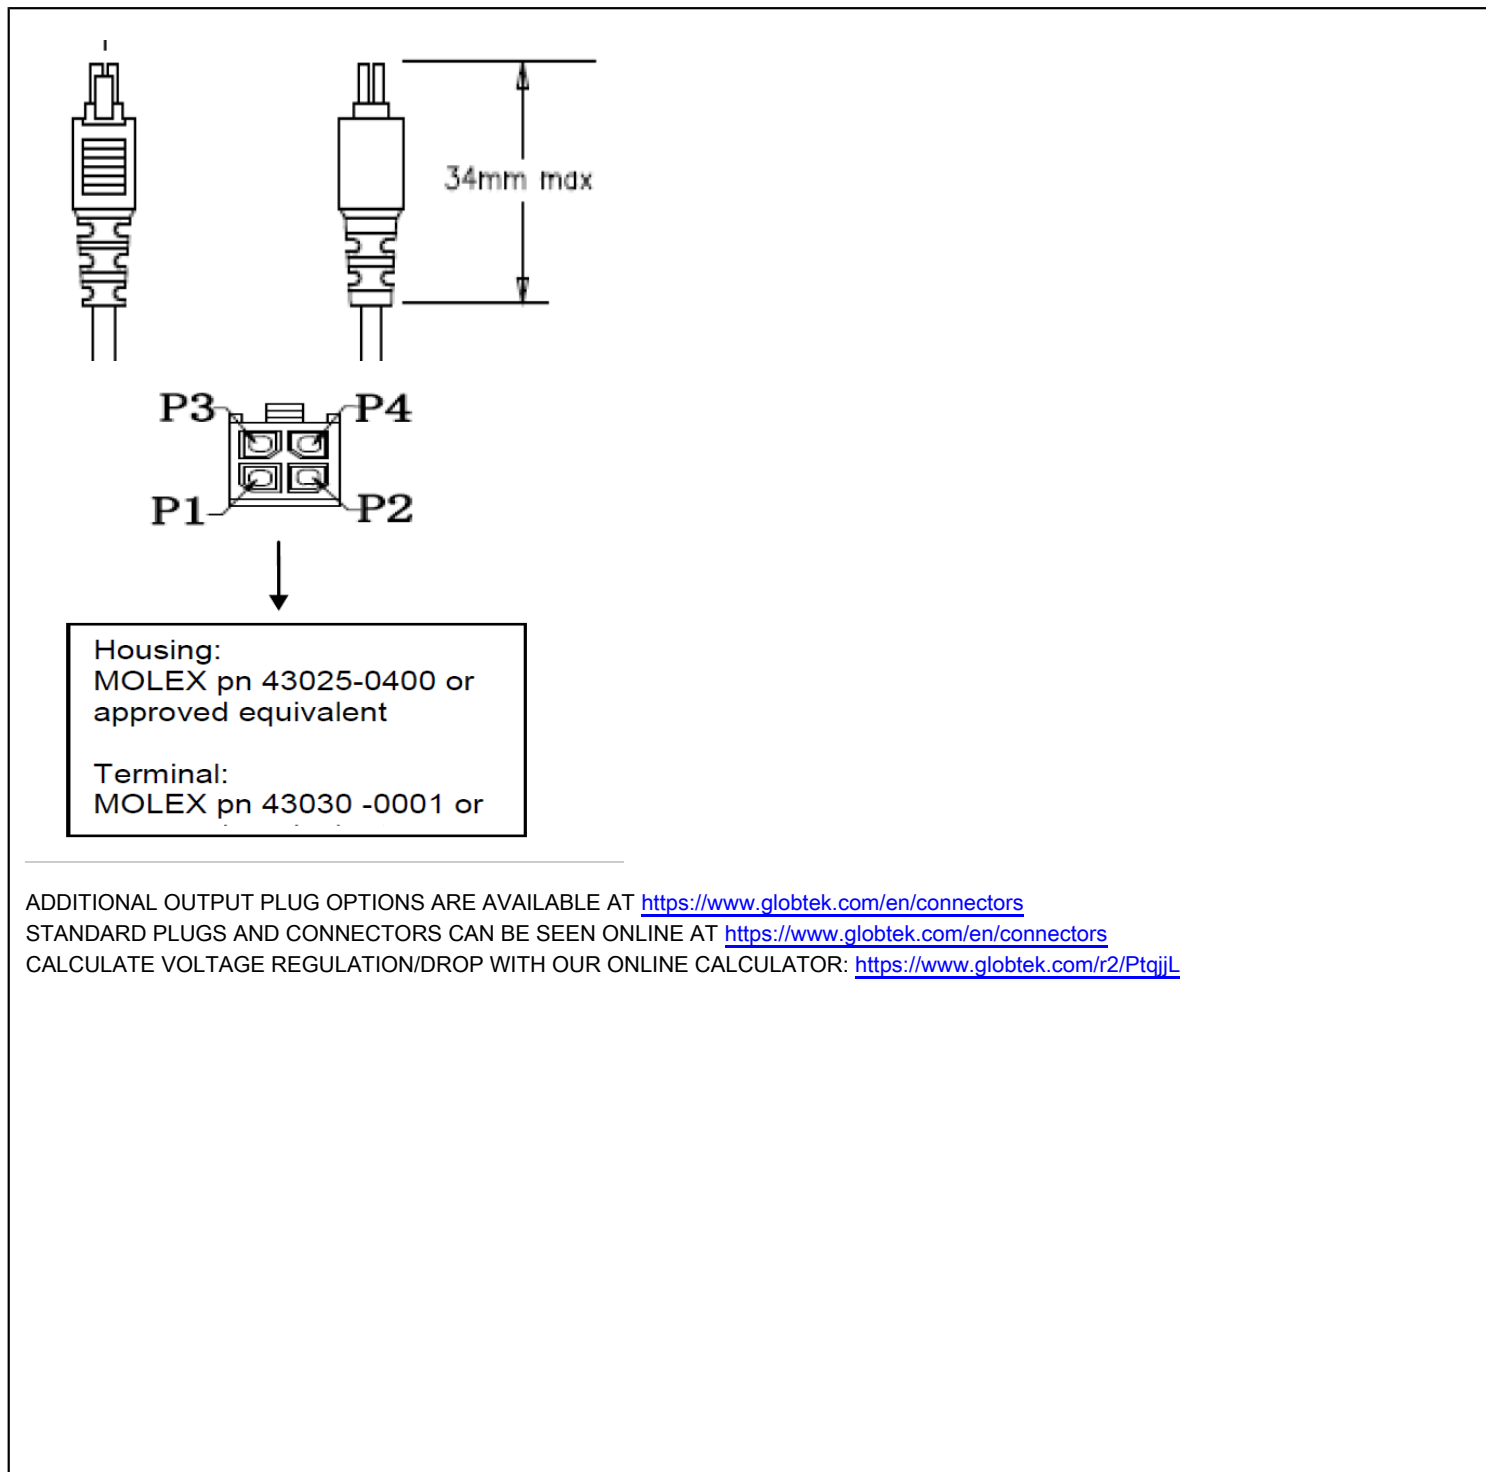 34mm max
P3 P4
P1 P2
Housing:
MOLEX pn 43025-0400 or
approved equivalent
Terminal:
MOLEX pn 43030 -0001 or
ADDITIONAL OUTPUT PLUG OPTIONS ARE AVAILABLE AT https://www.globtek.com/en/connectors
STANDARD PLUGS AND CONNECTORS CAN BE SEEN ONLINE AT https://www.globtek.com/en/connectors
CALCULATE VOLTAGE REGULATION/DROP WITH OUR ONLINE CALCULATOR: https://www.globtek.com/r2/PtqjjL